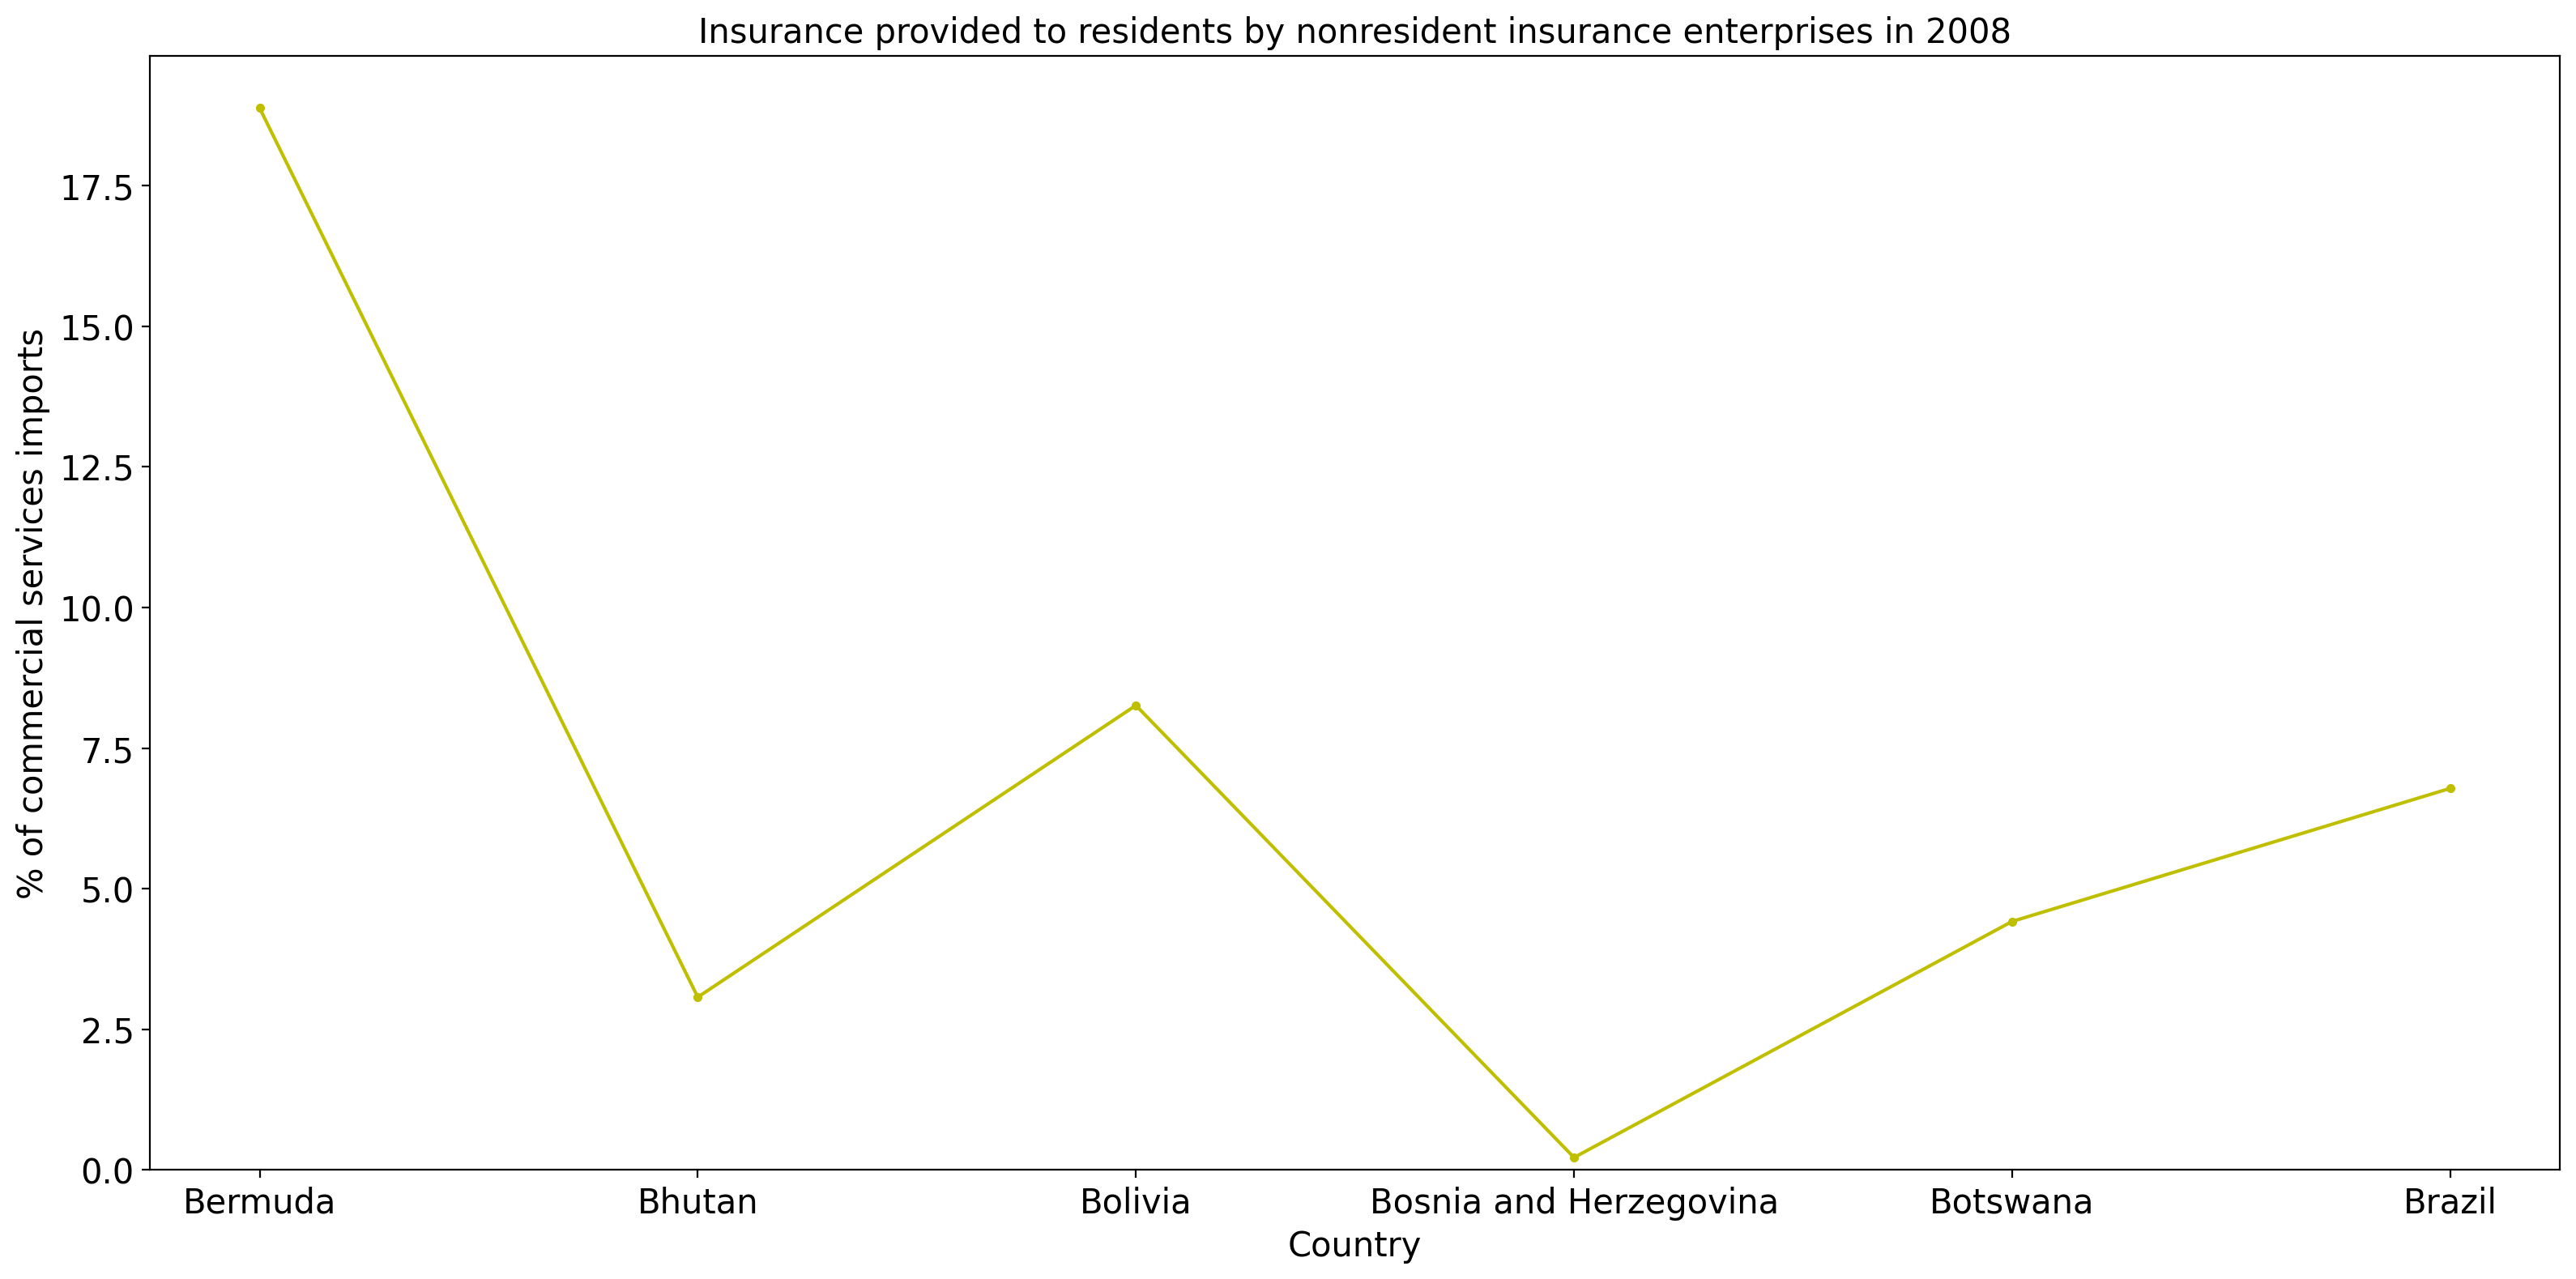 Insurance provided to residents by nonresident insurance enterprises in 2008
% of commercial services imports
17.5
15.0
12.5
10.0
7.5
5.0
2.5
0.0
Bermuda Bhutan Bolivia Bosnia and Herzegovina Botswana Brazil
Country